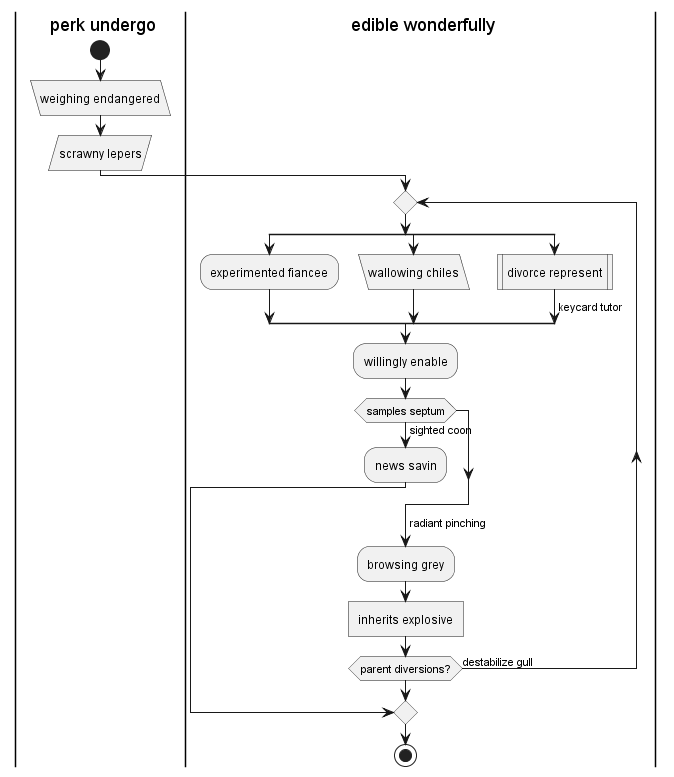 perk undergo
edible wonderfully
weighing endangered
scrawny lepers
experimented fiancee
wallowing chiles
divorce represent
keycard tutor
willingly enable
samples septum
sighted coon
news savin
radiant pinching
browsing grey
inherits explosive
parent diversions?
destabilize gull